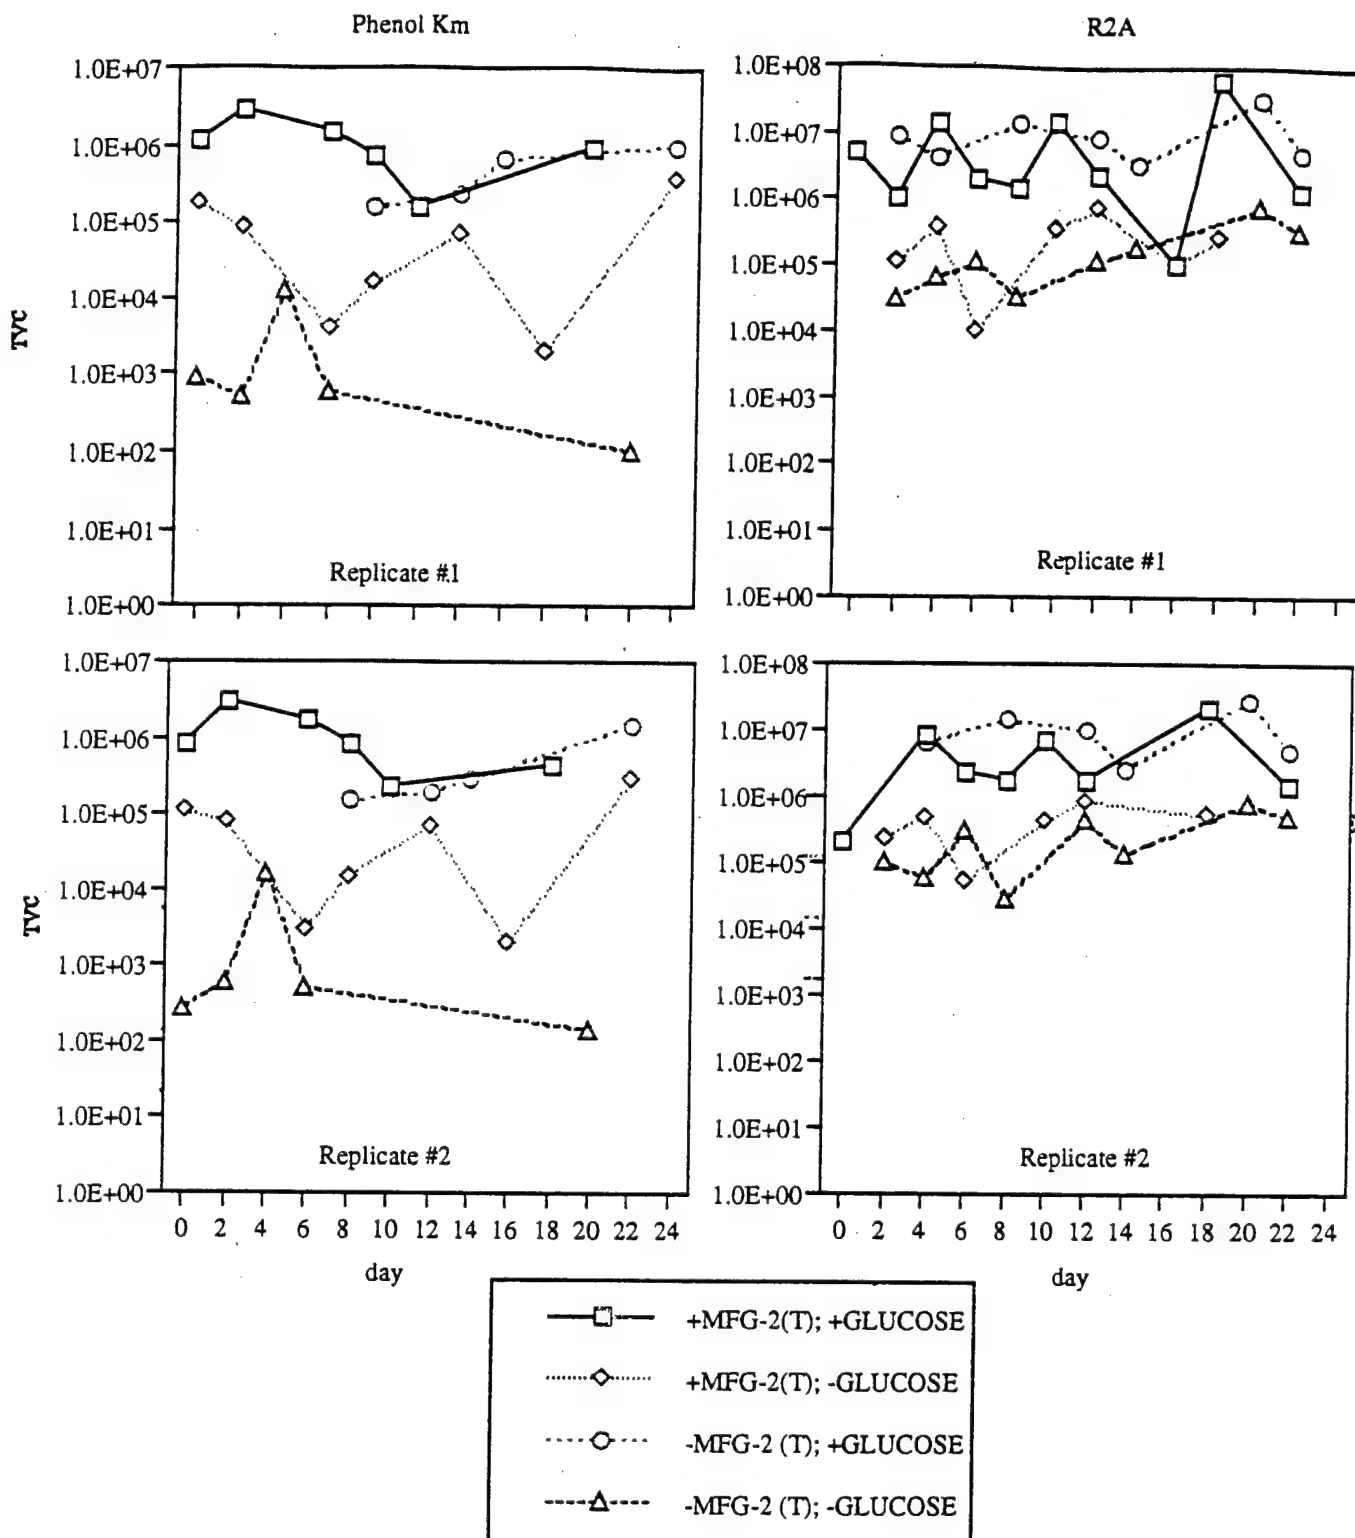 Phenol Km
R2A
1.0E+07
1.0E+06
1.0E+05
1.0E+04
1.0E+03
1.0E+02
1.0E+01
1.0E+00
TVC
Replicate #1
1.0E+08
1.0E+07
1.0E+06
1.0E+05
1.0E+04
1.0E+03
1.0E+02
1.0E+01
1.0E+00
Replicate #1
1.0E+07
1.0E+06
1.0E+05
1.0E+04
1.0E+03
1.0E+02
1.0E+01
1.0E+00
TVC
Replicate #2
0 2 4 6 8 10 12 14 16 18 20 22 24
day
1.0E+08
1.0E+07
1.0E+06
1.0E+05
1.0E+04
1.0E+03
1.0E+02
1.0E+01
1.0E+00
Replicate #2
0 2 4 6 8 10 12 14 16 18 20 22 24
day
+MFG-2(T); +GLUCOSE
+MFG-2(T); -GLUCOSE
-MFG-2 (T); +GLUCOSE
-MFG-2 (T); -GLUCOSE